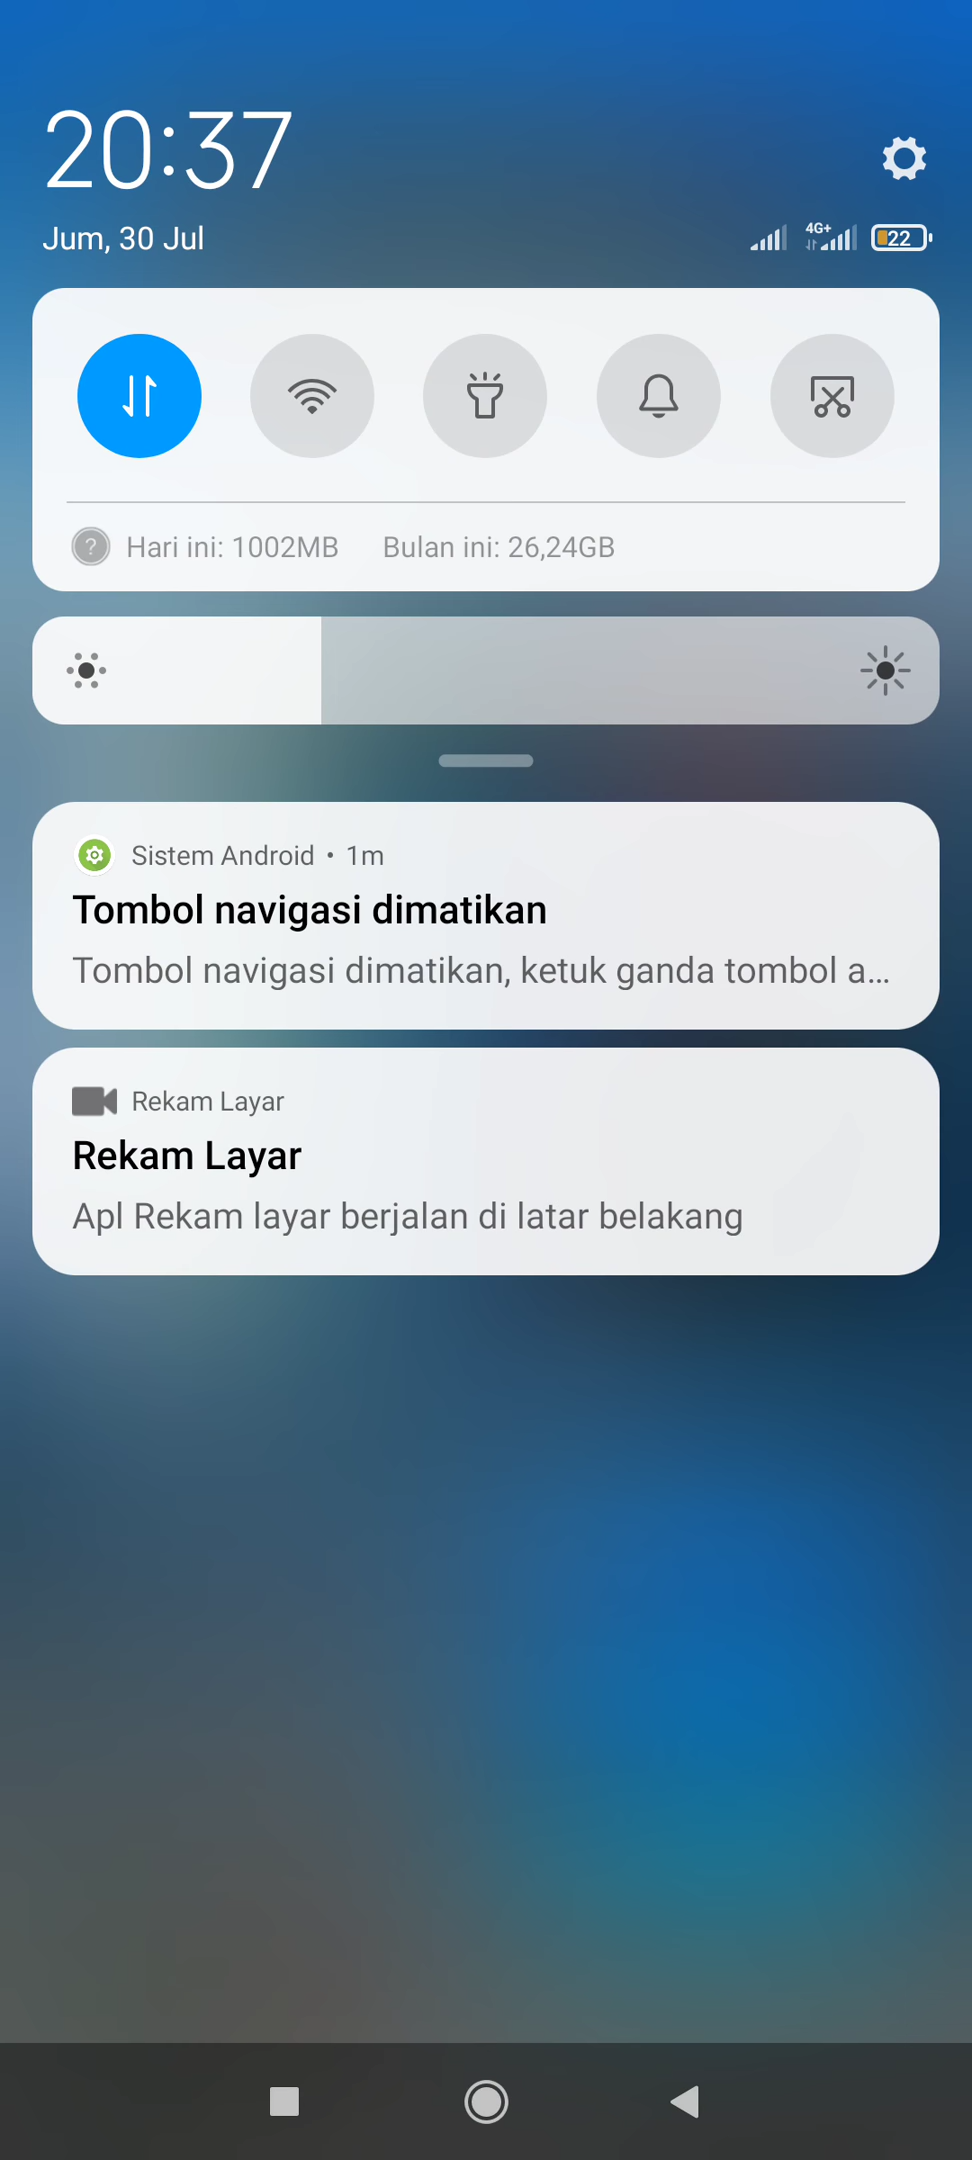 20:37
Jum, 30 Jul
4G+
22
?
Hari ini: 1002MB Bulan ini: 26,24GB
Sistem Android • 1m
Tombol navigasi dimatikan
Tombol navigasi dimatikan, ketuk ganda tombol a...
Rekam Layar
Rekam Layar
Apl Rekam layar berjalan di latar belakang